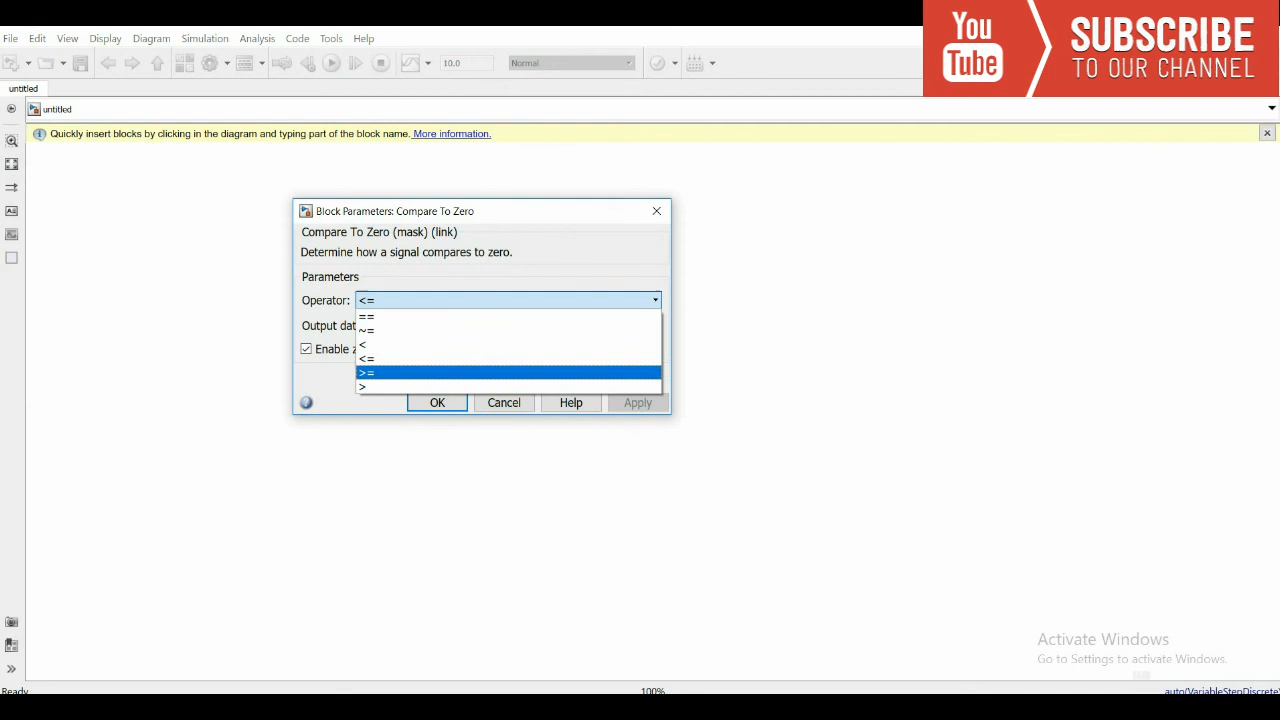 You
Tube
SUBSCRIBE
TO OUR CHANNEL
File Edit View Display Diagram Simulation Analysis Code Tools Help
10.0 Normal
untitled
untitled
Quickly insert blocks by clicking in the diagram and typing part of the block name. More information.
Block Parameters: Compare To Zero
Compare To Zero (mask) (link)
Determine how a signal compares to zero.
Parameters
Operator: <=
==
~=
<
<=
>=
>
Output dat
Enable z
OK Cancel Help Apply
Activate Windows
Go to Settings to activate Windows.
Ready 100% auto(VariableStepDiscrete)